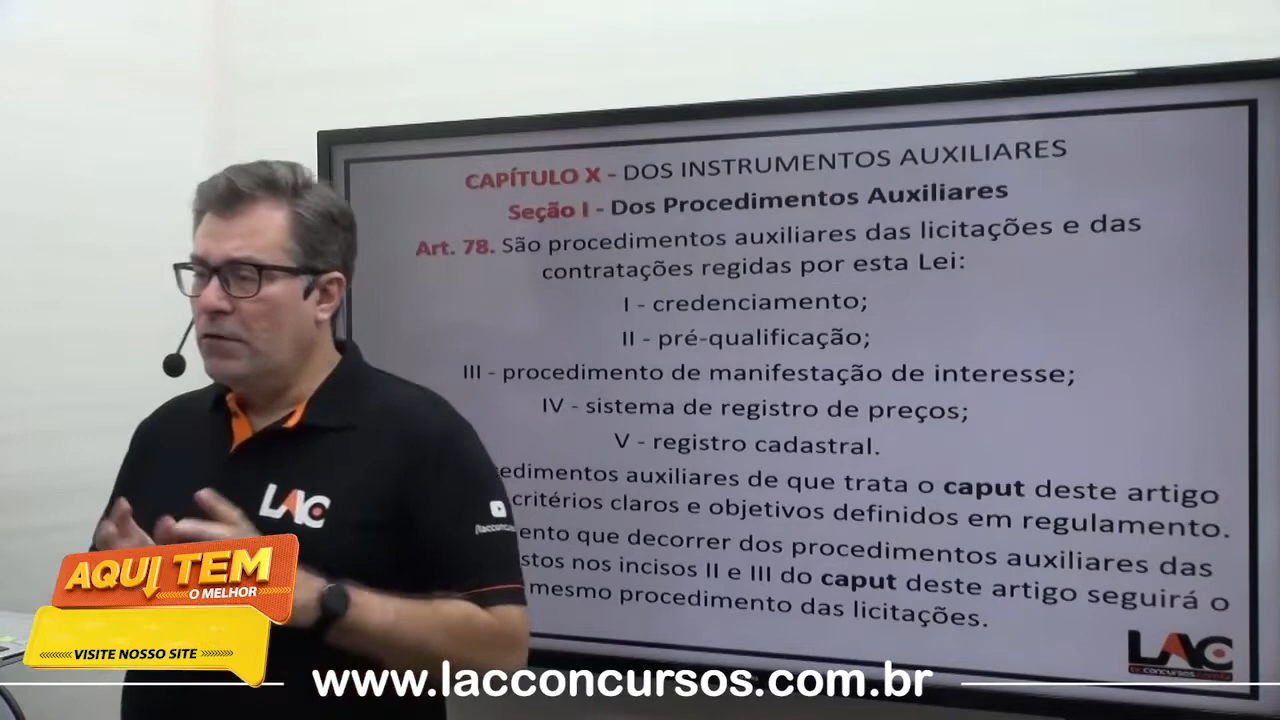 CAPÍTULO X - DOS INSTRUMENTOS AUXILIARES
Seção I - Dos Procedimentos Auxiliares
Art. 78. São procedimentos auxiliares das licitações e das
contratações regidas por esta Lei:
I - credenciamento;
II - pré-qualificação;
III - procedimento de manifestação de interesse;
IV - sistema de registro de preços;
V - registro cadastral.
edimentos auxiliares de que trata o caput deste artigo
critérios claros e objetivos definidos em regulamento.
ento que decorrer dos procedimentos auxiliares das
stos nos incisos II e III do caput deste artigo seguirá o
mesmo procedimento das licitações.
LAC
LAC
AQUI TEM
O MELHOR
VISITE NOSSO SITE
www.lacconcursos.com.br